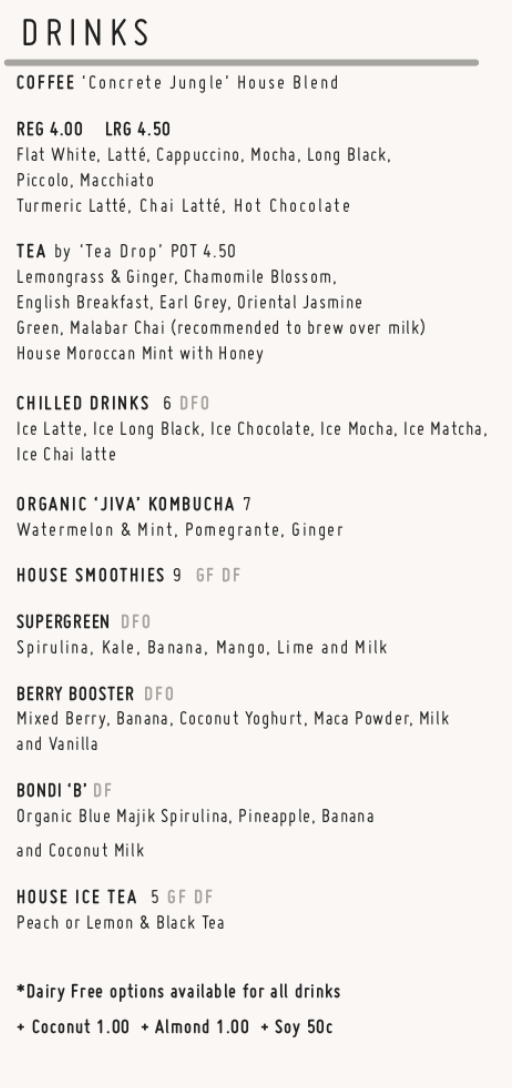 DRINKS
COFFEE 'Concrete Jungle' House Blend
REG 4.00 LRG 4.50
Flat White, Latté, Cappuccino, Mocha, Long Black,
Piccolo, Macchiato
Turmeric Latté, Chai Latté, Hot Chocolate
TEA by 'Tea Drop' POT 4.50
Lemongrass & Ginger, Chamomile Blossom,
English Breakfast, Earl Grey, Oriental Jasmine
Green, Malabar Chai (recommended to brew over milk)
House Moroccan Mint with Honey
CHILLED DRINKS 6 DFO
Ice Latte, Ice Long Black, Ice Chocolate, Ice Mocha, Ice Matcha,
Ice Chai latte
ORGANIC 'JIVA' KOMBUCHA 7
Watermelon & Mint, Pomegrante, Ginger
HOUSE SMOOTHIES 9 GF DF
SUPERGREEN DFO
Spirulina, Kale, Banana, Mango, Lime and Milk
BERRY BOOSTER DFO
Mixed Berry, Banana, Coconut Yoghurt, Maca Powder, Milk
and Vanilla
BONDI 'B' DF
Organic Blue Majik Spirulina, Pineapple, Banana
and Coconut Milk
HOUSE ICE TEA 5 GF DF
Peach or Lemon & Black Tea
*Dairy Free options available for all drinks
+ Coconut 1.00 + Almond 1.00 + Soy 50c